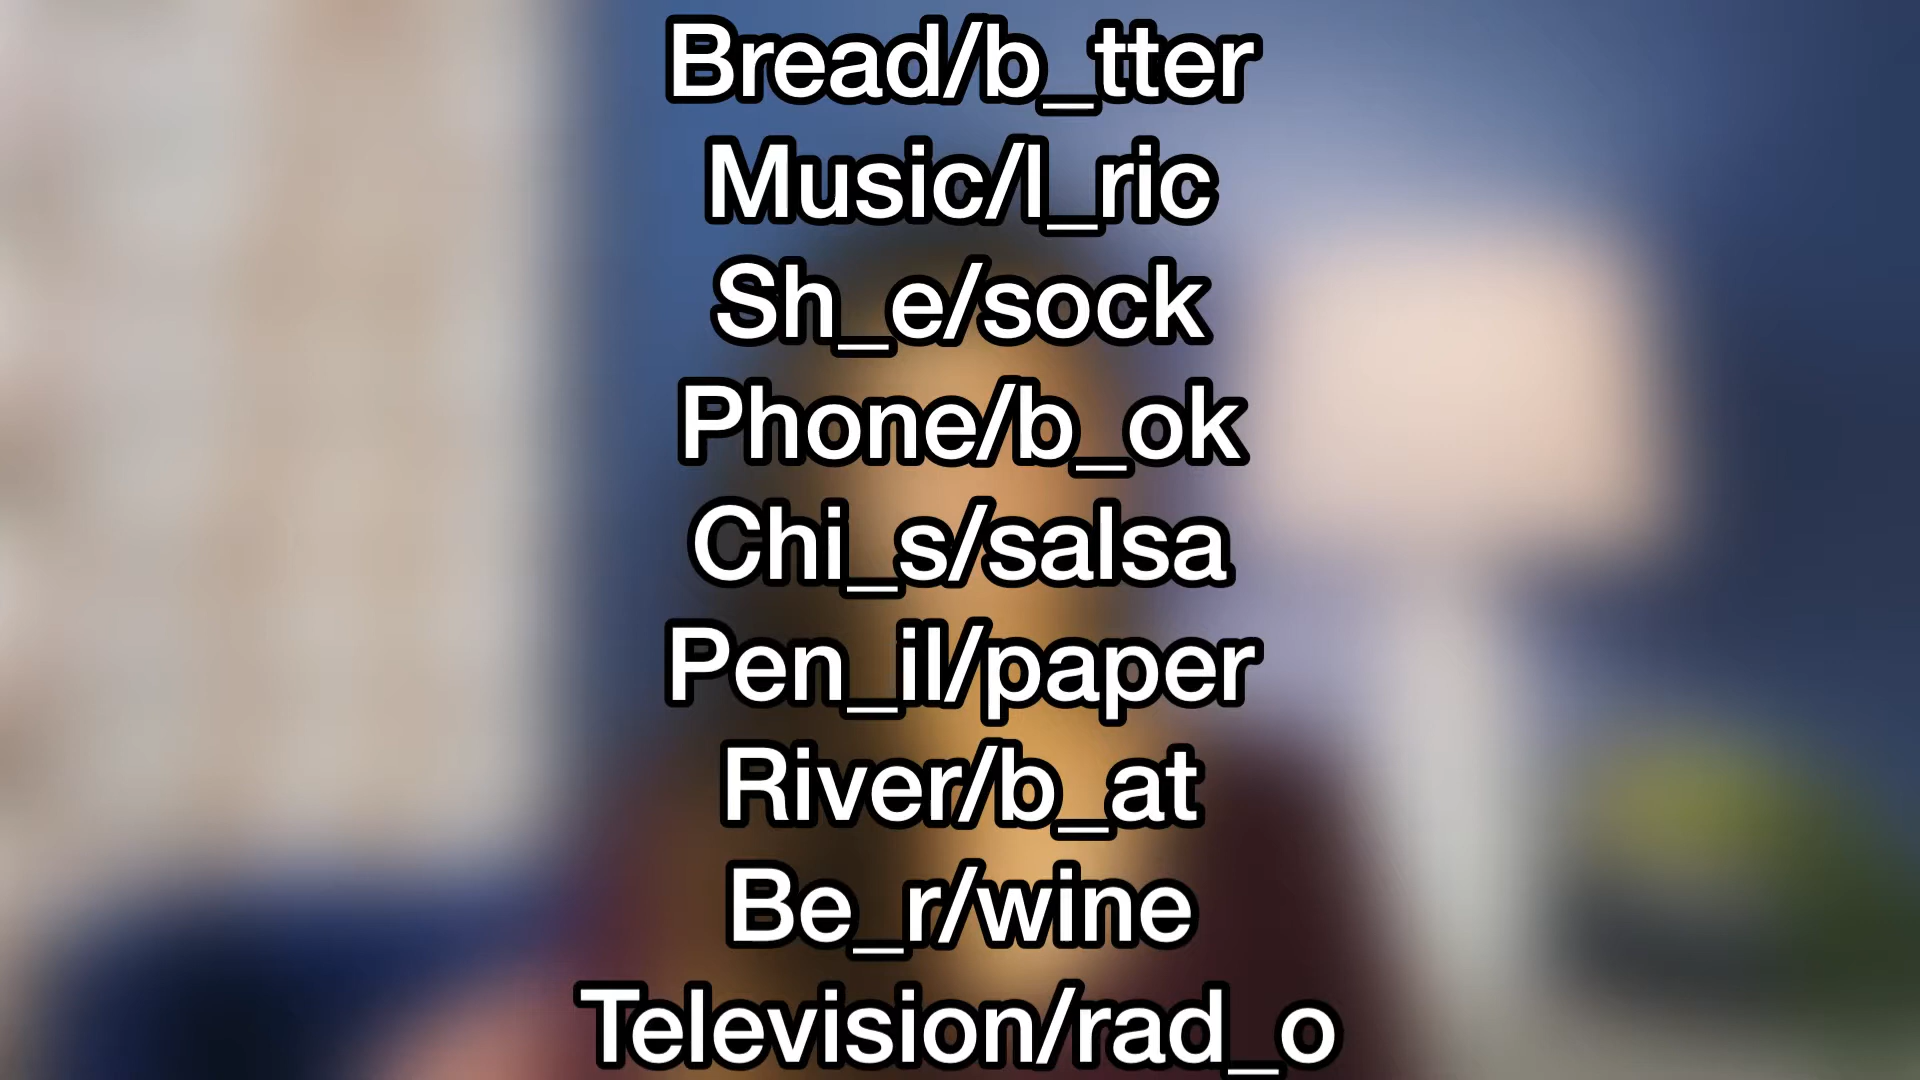 Bread/b_tter
Music/l_ric
Sh_e/sock
Phone/b_ok
Chi_s/salsa
Pen_il/paper
River/b_at
Be_r/wine
Television/rad_o